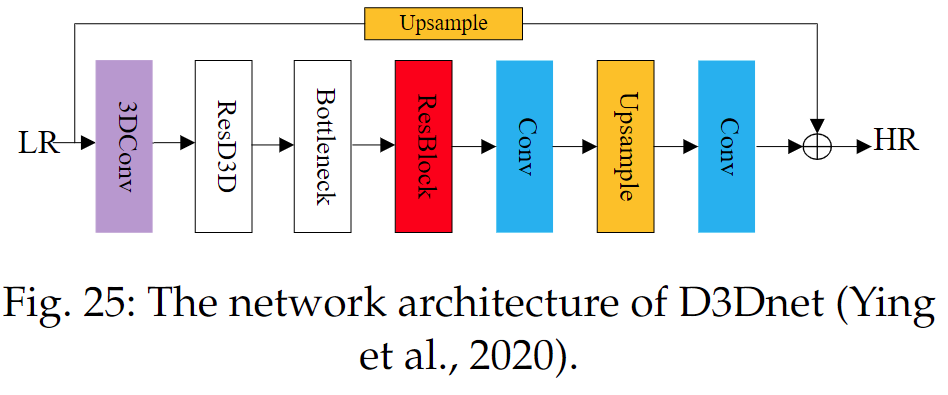 Upsample
LR
3DConv
ResD3D
Bottleneck
ResBlock
Conv
Upsample
Conv
HR
Fig. 25: The network architecture of D3Dnet (Ying
et al., 2020).